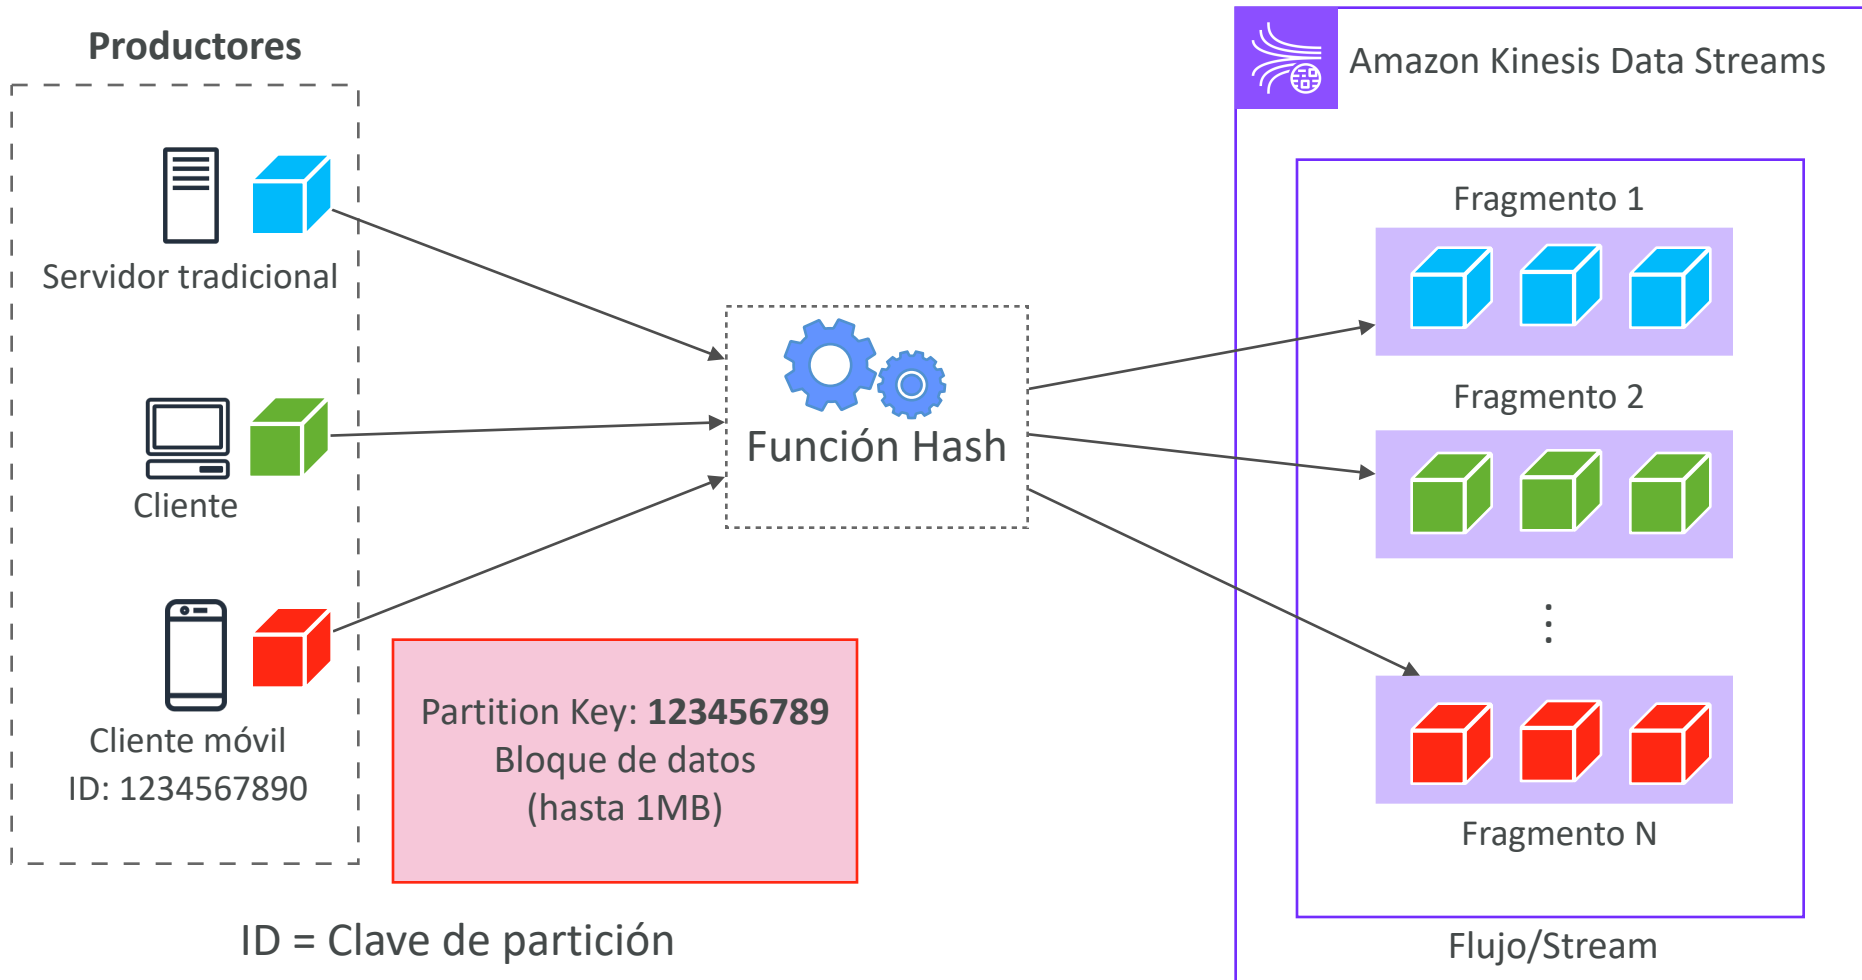 Productores
Servidor tradicional
Cliente
Cliente móvil
ID: 1234567890
ID = Clave de partición
Partition Key: 123456789
Bloque de datos
(hasta 1MB)
Función Hash
Amazon Kinesis Data Streams
Fragmento 1
Fragmento 2
Fragmento N
Flujo/Stream